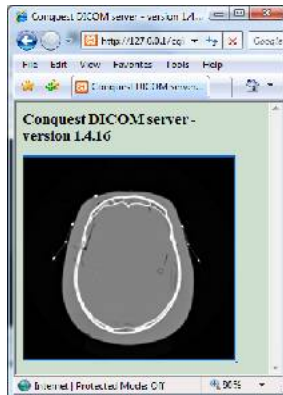 Conquest DICOM server - version 1.4...
http://127.0.0.1/cgi
Google
File Edit View Favorites Tools Help
Conquest DICOM server...
Conquest DICOM server -
version 1.4.16
Internet | Protected Mode: Off
90%